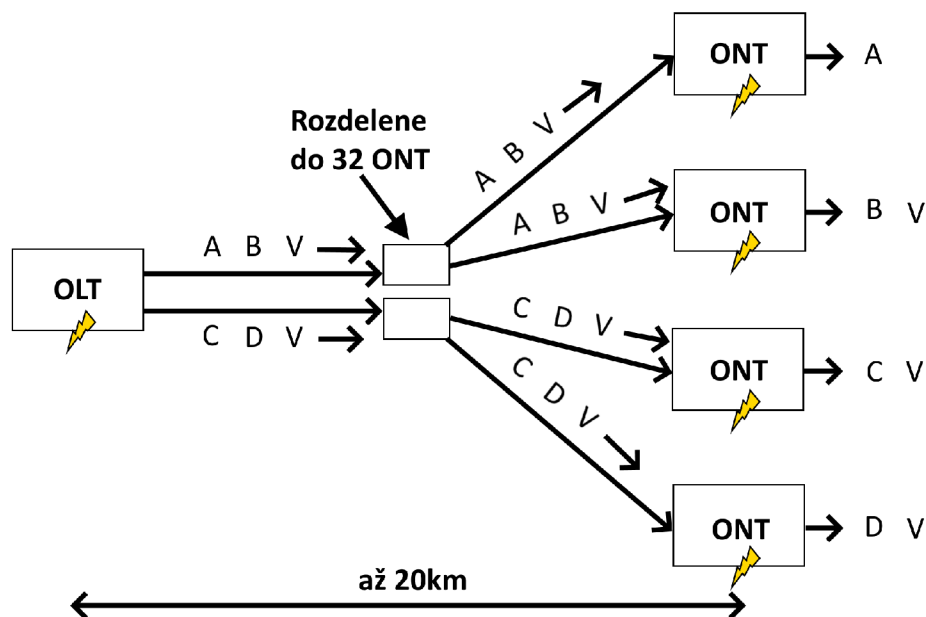 ONT
A
Rozdelene
do 32 ONT
A B V
ONT
B V
A B V
A B V
OLT
C D V
C D V
ONT
C V
C D V
ONT
D V
až 20km